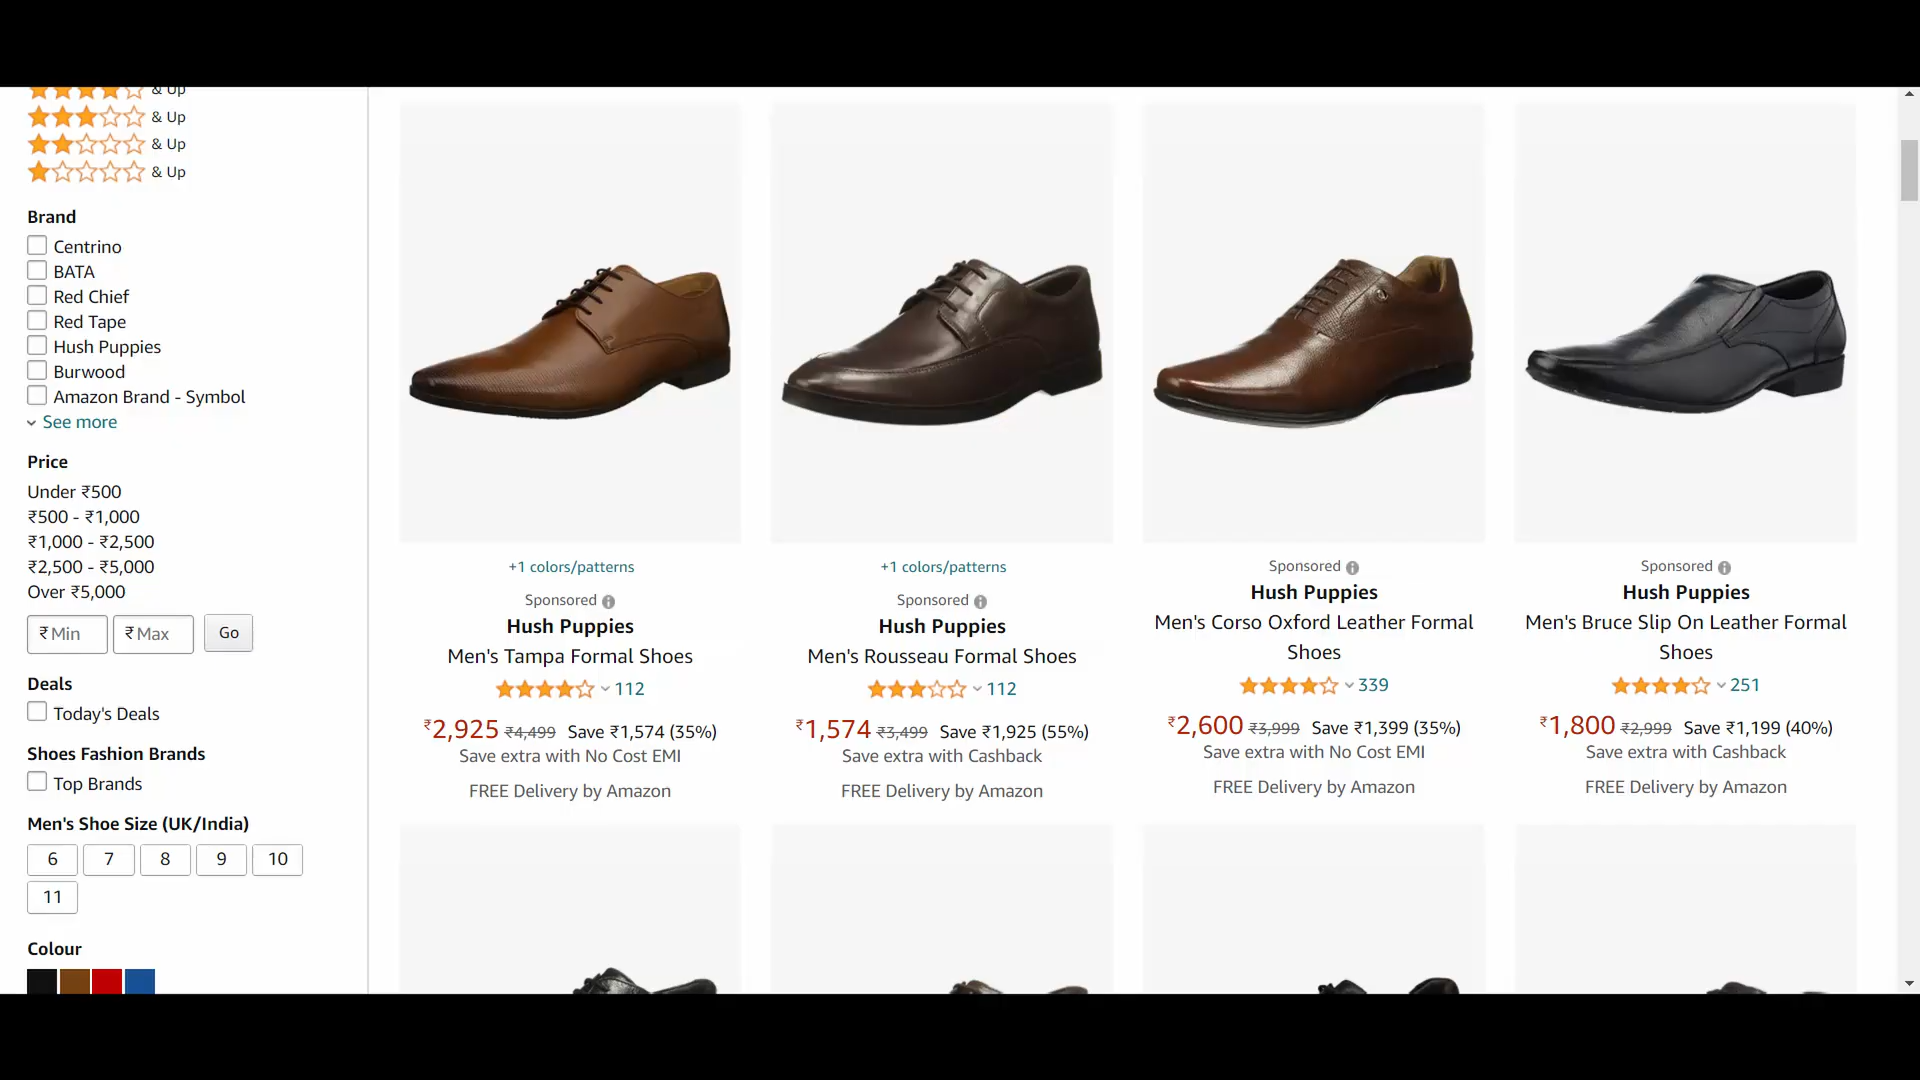 & Up
& Up
& Up
& Up
Brand
Centrino
BATA
Red Chief
Red Tape
Hush Puppies
Burwood
Amazon Brand - Symbol
See more
Price
Under ₹500
₹500 - ₹1,000
₹1,000 - ₹2,500
₹2,500 - ₹5,000
Over ₹5,000
₹ Min
₹ Max
Go
Deals
Today's Deals
Shoes Fashion Brands
Top Brands
Men's Shoe Size (UK/India)
6 7 8 9 10
11
Colour
+1 colors/patterns
Sponsored
Hush Puppies
Men's Tampa Formal Shoes
112
₹2,925 ₹4,499 Save ₹1,574 (35%)
Save extra with No Cost EMI
FREE Delivery by Amazon
+1 colors/patterns
Sponsored
Hush Puppies
Men's Rousseau Formal Shoes
112
₹1,574 ₹3,499 Save ₹1,925 (55%)
Save extra with Cashback
FREE Delivery by Amazon
Sponsored
Hush Puppies
Men's Corso Oxford Leather Formal
Shoes
339
₹2,600 ₹3,999 Save ₹1,399 (35%)
Save extra with No Cost EMI
FREE Delivery by Amazon
Sponsored
Hush Puppies
Men's Bruce Slip On Leather Formal
Shoes
251
₹1,800 ₹2,999 Save ₹1,199 (40%)
Save extra with Cashback
FREE Delivery by Amazon